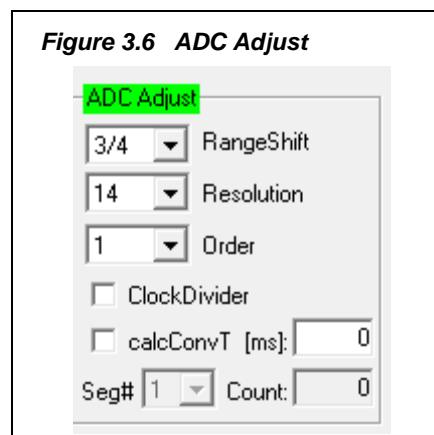 Figure 3.6 ADC Adjust
ADC Adjust
3/4 RangeShift
14 Resolution
1 Order
ClockDivider
calcConvT [ms]: 0
Seg# 1 Count: 0